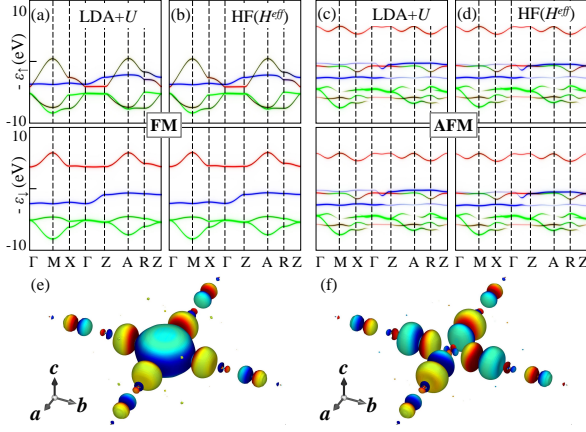 (a) LDA+U (b) HF(H^eff) (c) LDA+U (d) HF(H^eff)
10
- ε↑(eV)
-10
FM AFM
10
- ε↓(eV)
-10
Γ M X Γ Z A R Z Γ M X Γ Z A R Z Γ M X Γ Z A R Z Γ M X Γ Z A R Z
(e) (f)
c c
a b a b